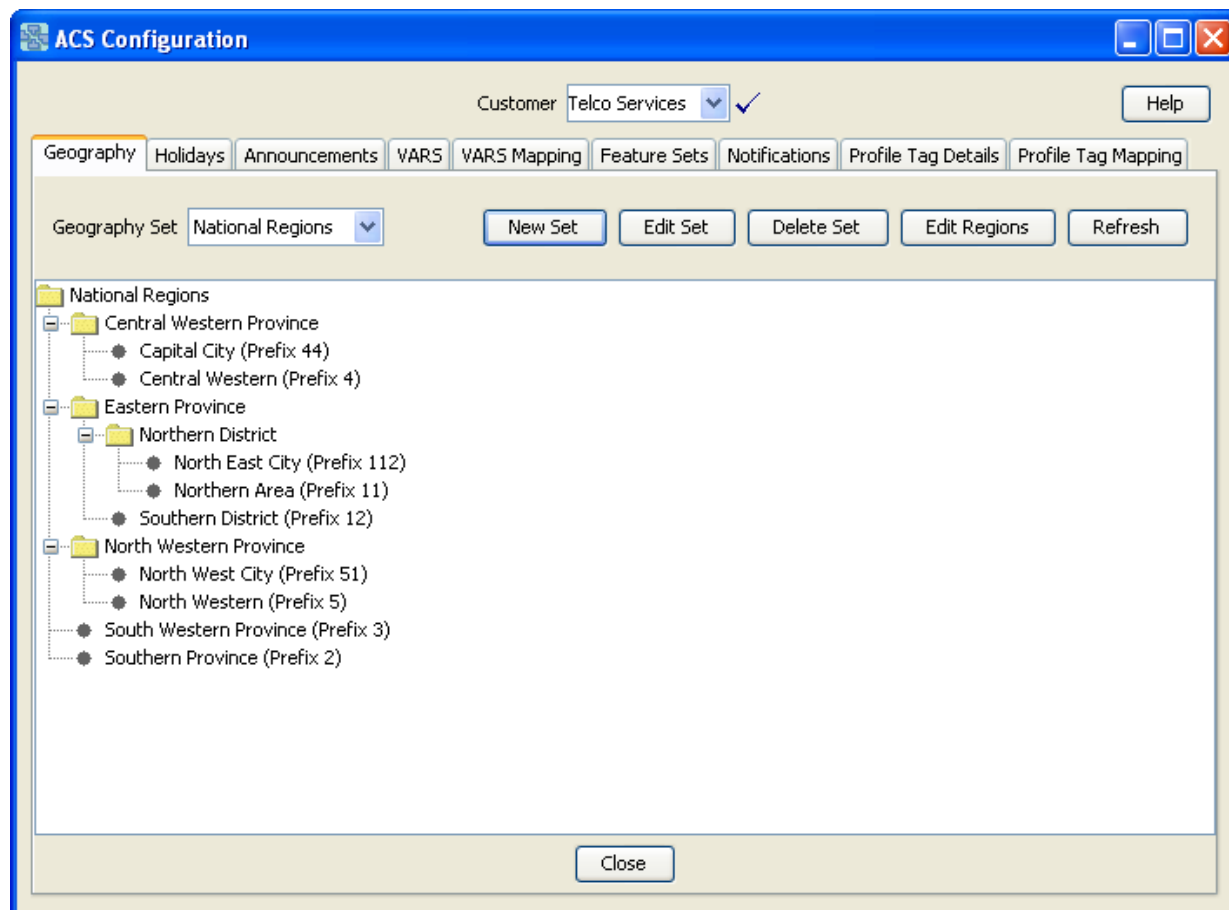 ACS Configuration
Customer Telco Services Help
Geography Holidays Announcements VARS VARS Mapping Feature Sets Notifications Profile Tag Details Profile Tag Mapping
Geography Set National Regions New Set Edit Set Delete Set Edit Regions Refresh
National Regions
Central Western Province
Capital City (Prefix 44)
Central Western (Prefix 4)
Eastern Province
Northern District
North East City (Prefix 112)
Northern Area (Prefix 11)
Southern District (Prefix 12)
North Western Province
North West City (Prefix 51)
North Western (Prefix 5)
South Western Province (Prefix 3)
Southern Province (Prefix 2)
Close